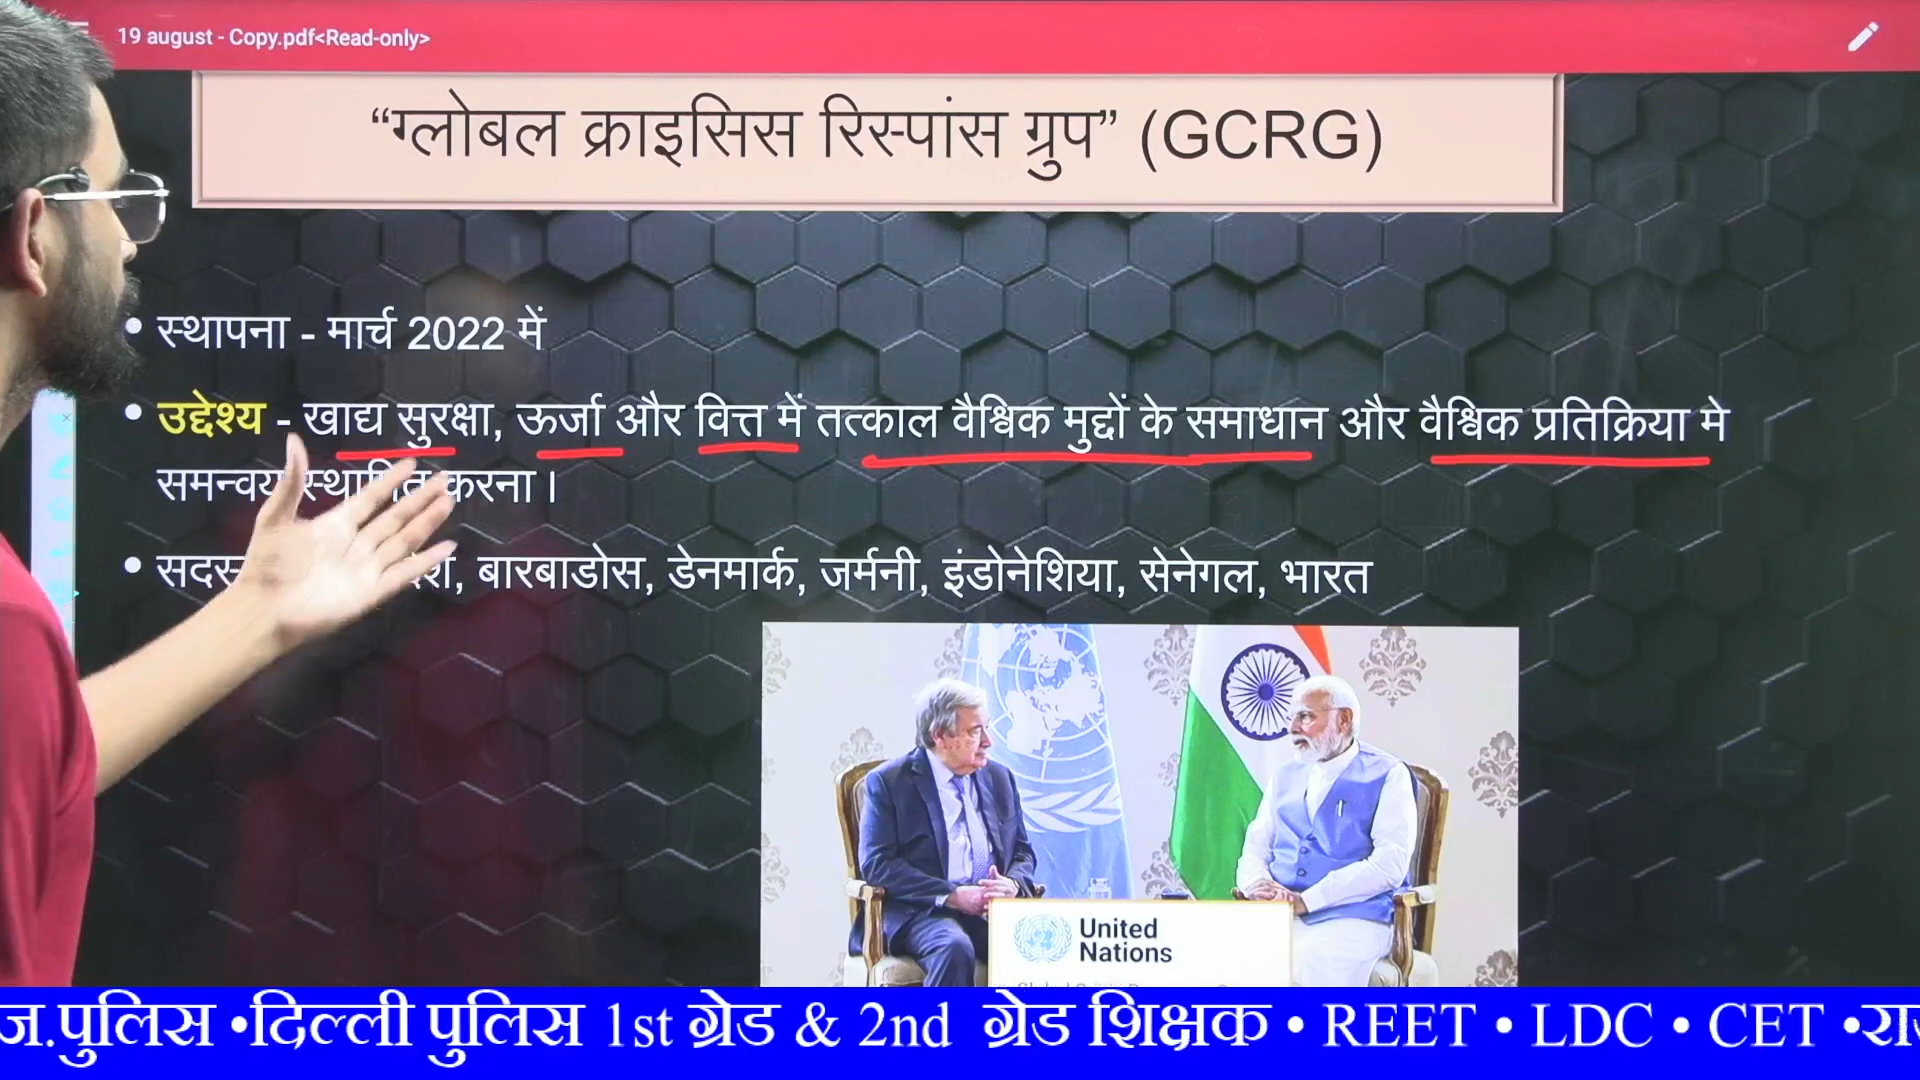 19 august - Copy.pdf<Read-only>
“ग्लोबल क्राइसिस रिस्पांस ग्रुप” (GCRG)
• स्थापना - मार्च 2022 में
• उद्देश्य - खाद्य सुरक्षा, ऊर्जा और वित्त में तत्काल वैश्विक मुद्दों के समाधान और वैश्विक प्रतिक्रिया मे
समन्वय स्थापित करना।
• बारबाडोस, डेनमार्क, जर्मनी, इंडोनेशिया, सेनेगल, भारत
United
Nations
ज.पुलिस •दिल्ली पुलिस 1st ग्रेड & 2nd ग्रेड शिक्षक • REET • LDC • CET •